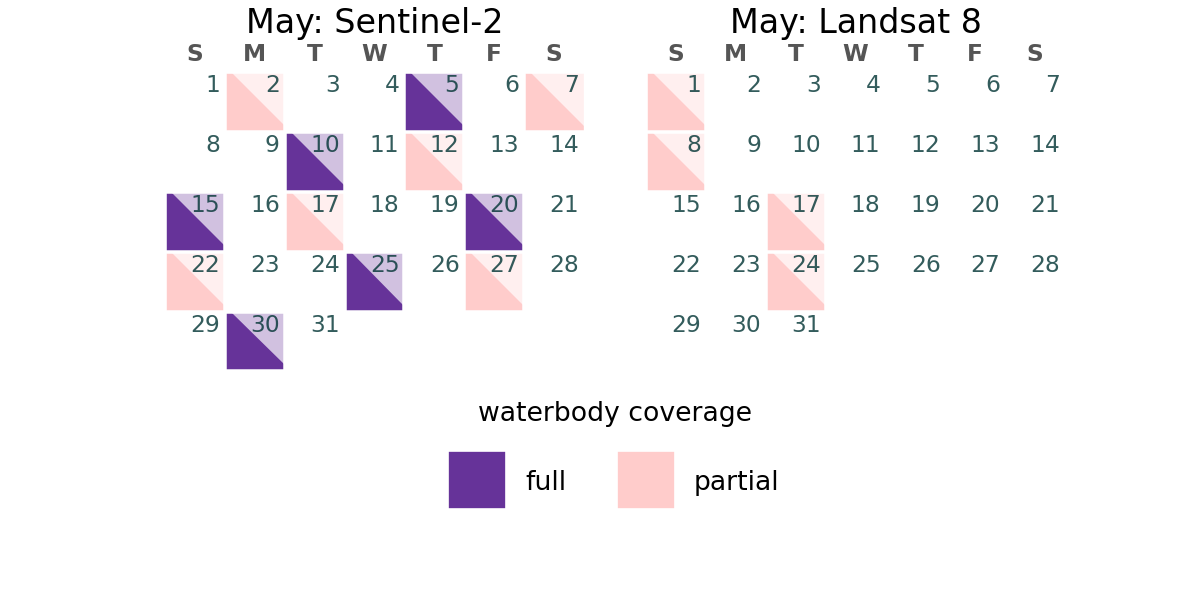 May: Sentinel-2
S M T W T F S
1 2 3 4 5 6 7
8 9 10 11 12 13 14
15 16 17 18 19 20 21
22 23 24 25 26 27 28
29 30 31
May: Landsat 8
S M T W T F S
1 2 3 4 5 6 7
8 9 10 11 12 13 14
15 16 17 18 19 20 21
22 23 24 25 26 27 28
29 30 31
waterbody coverage
full
partial